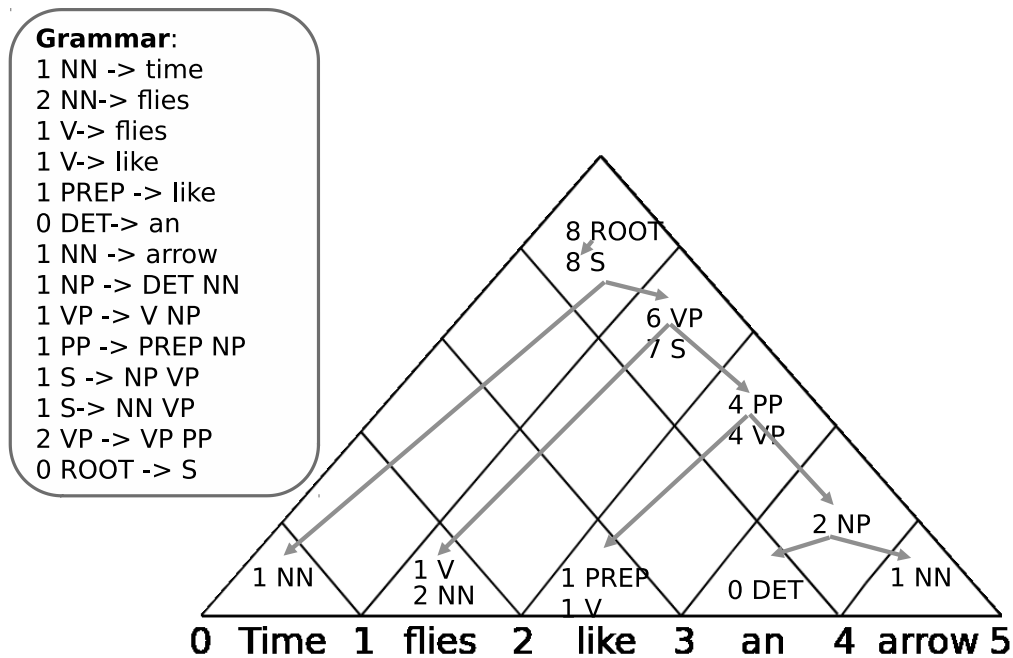 Grammar:
1 NN -> time
2 NN-> flies
1 V-> flies
1 V-> like
1 PREP -> like
0 DET-> an
1 NN -> arrow
1 NP -> DET NN
1 VP -> V NP
1 PP -> PREP NP
1 S -> NP VP
1 S-> NN VP
2 VP -> VP PP
0 ROOT -> S
8 ROOT
8 S
6 VP
7 S
4 PP
4 VP
2 NP
1 NN
1 V
2 NN
1 PREP
1 V
0 DET
1 NN
0 Time 1 flies 2 like 3 an 4 arrow 5